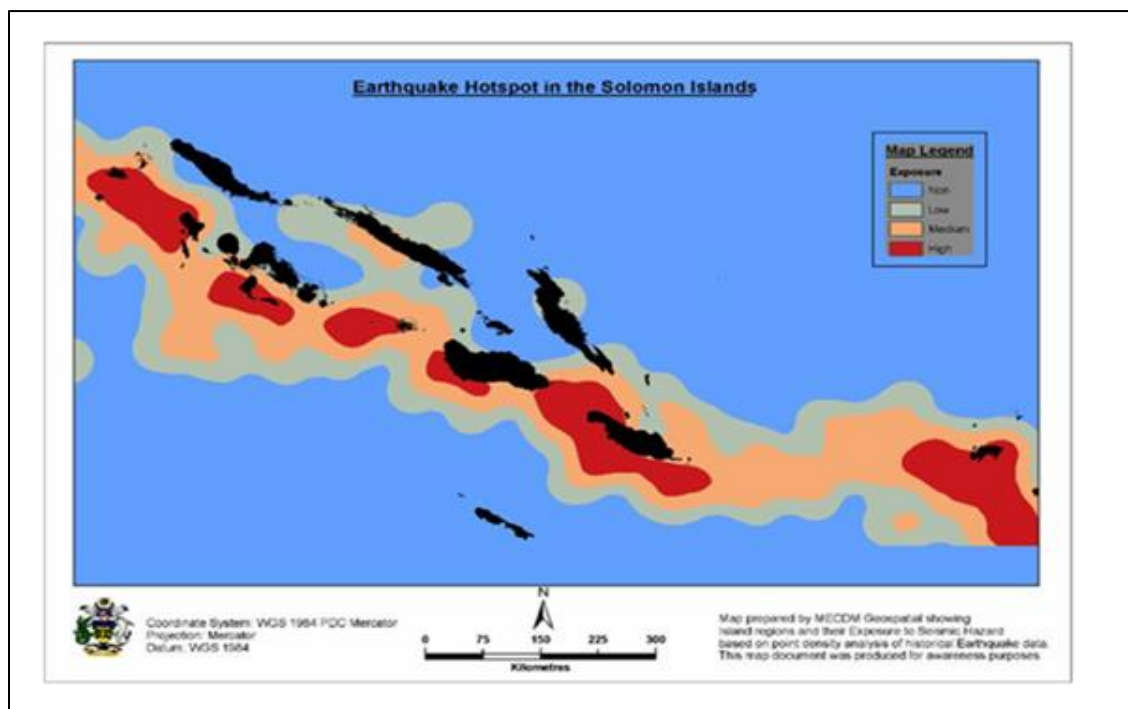 Earthquake Hotspot in the Solomon Islands
Map Legend
Exposure
Non
Low
Medium
High
N
0 75 150 225 300
Kilometres
Coordinate System: WGS 1984 PDC Mercator
Projection: Mercator
Datum: WGS 1984
Map prepared by MECDM Geospatial showing
Island regions and their Exposure to Seismic Hazard
based on point density analysis of historical Earthquake data.
This map document was produced for awareness purposes